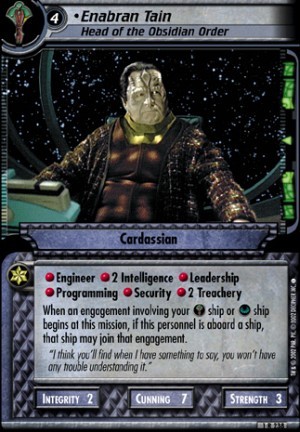 4
•Enabran Tain
Head of the Obsidian Order
Cardassian
Engineer 2 Intelligence Leadership
Programming Security 2 Treachery
When an engagement involving your ship or ship
begins at this mission, if this personnel is aboard a ship,
that ship may join that engagement.
"I think you'll find when I have something to say, you won't have
any trouble understanding it."
INTEGRITY 2 CUNNING 7 STRENGTH 3